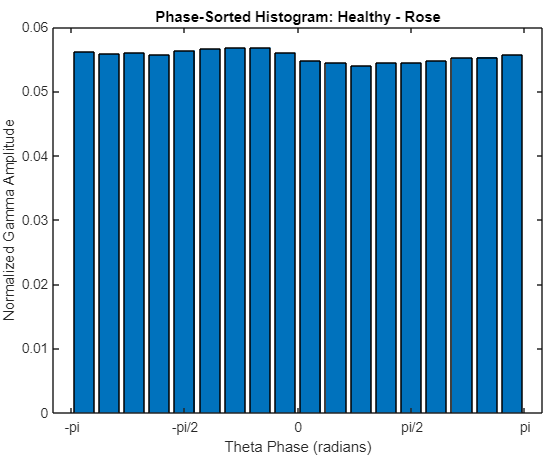 Phase-Sorted Histogram: Healthy - Rose
0.06
0.05
0.04
0.03
0.02
0.01
0
Normalized Gamma Amplitude
-pi -pi/2 0 pi/2 pi
Theta Phase (radians)